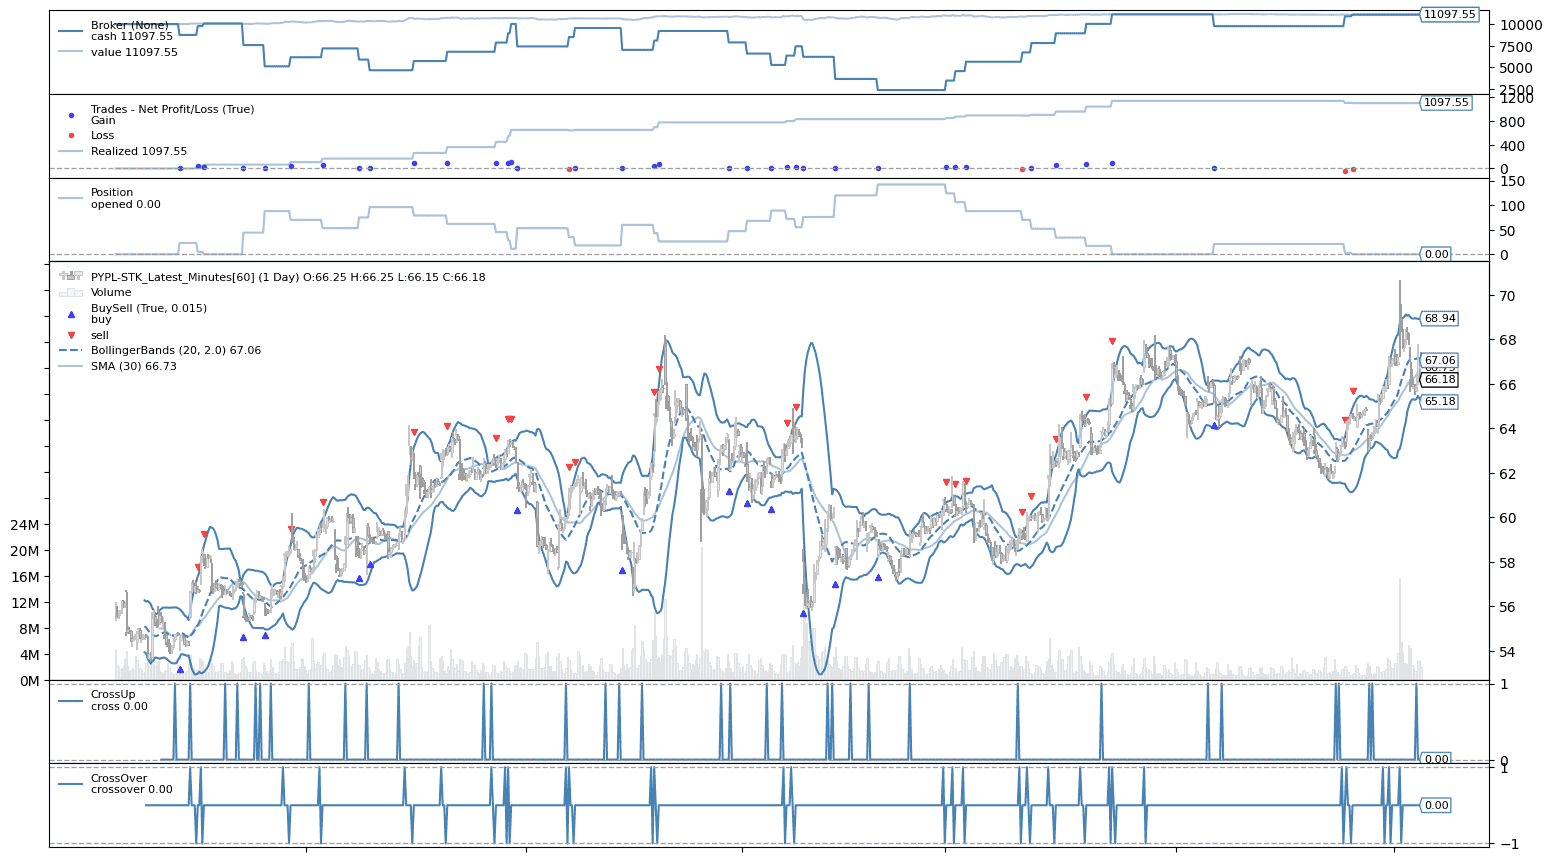 Broker (None)
cash 11097.55
value 11097.55
11097.55
10000
7500
5000
2500
Trades - Net Profit/Loss (True)
Gain
Loss
Realized 1097.55
1200
1097.55
800
400
0
Position
opened 0.00
150
100
50
0
0.00
PYPL-STK_Latest_Minutes[60] (1 Day) O:66.25 H:66.25 L:66.15 C:66.18
Volume
BuySell (True, 0.015)
buy
sell
BollingerBands (20, 2.0) 67.06
SMA (30) 66.73
70
68.94
68
67.06
66.73
66.18
66
65.18
64
62
60
58
56
54
24M
20M
16M
12M
8M
4M
0M
CrossUp
cross 0.00
1
0.00
0
CrossOver
crossover 0.00
1
0.00
−1